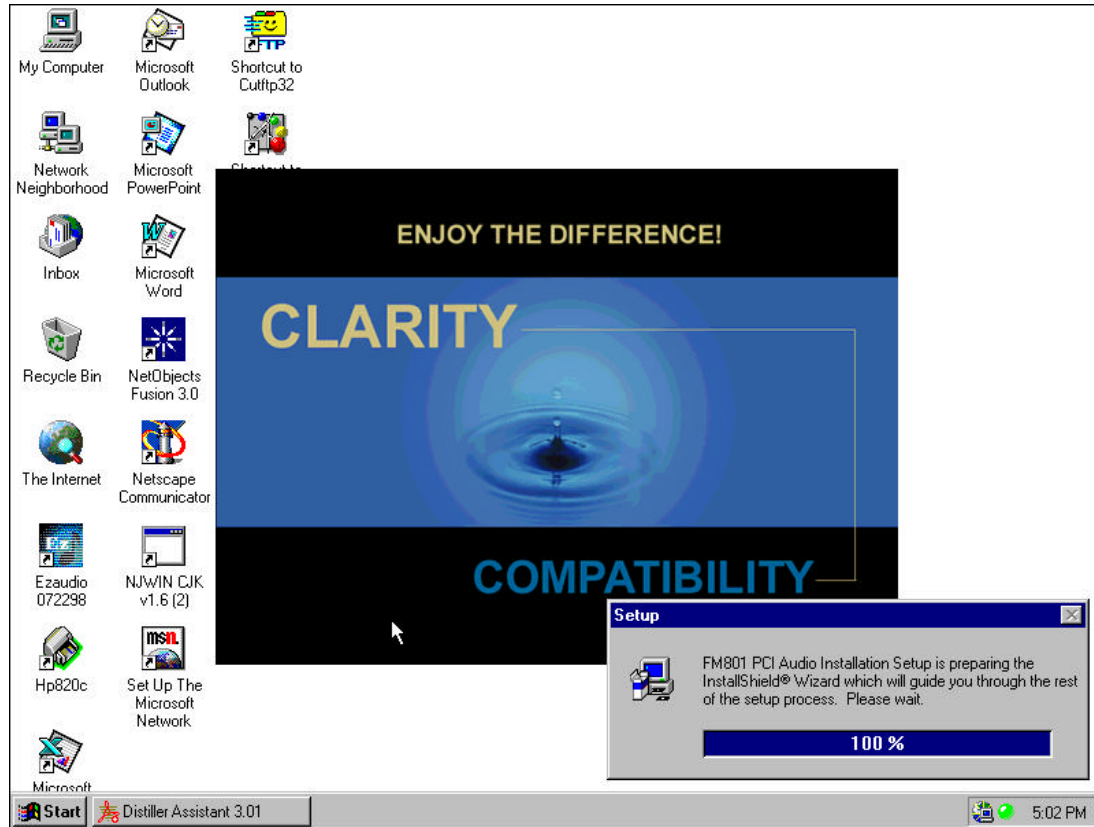 My Computer
Microsoft
Outlook
Shortcut to
Cutftp32
FTP
Network
Neighborhood
Microsoft
PowerPoint
Inbox
Microsoft
Word
Recycle Bin
NetObjects
Fusion 3.0
The Internet
Netscape
Communicator
Ezaudio
072298
NJWIN CJK
v1.6 (2)
Hp820c
msn.
Set Up The
Microsoft
Network
Microsoft
ENJOY THE DIFFERENCE!
CLARITY
COMPATIBILITY
Setup
FM801 PCI Audio Installation Setup is preparing the
InstallShield® Wizard which will guide you through the rest
of the setup process. Please wait.
100 %
Start
Distiller Assistant 3.01
5:02 PM